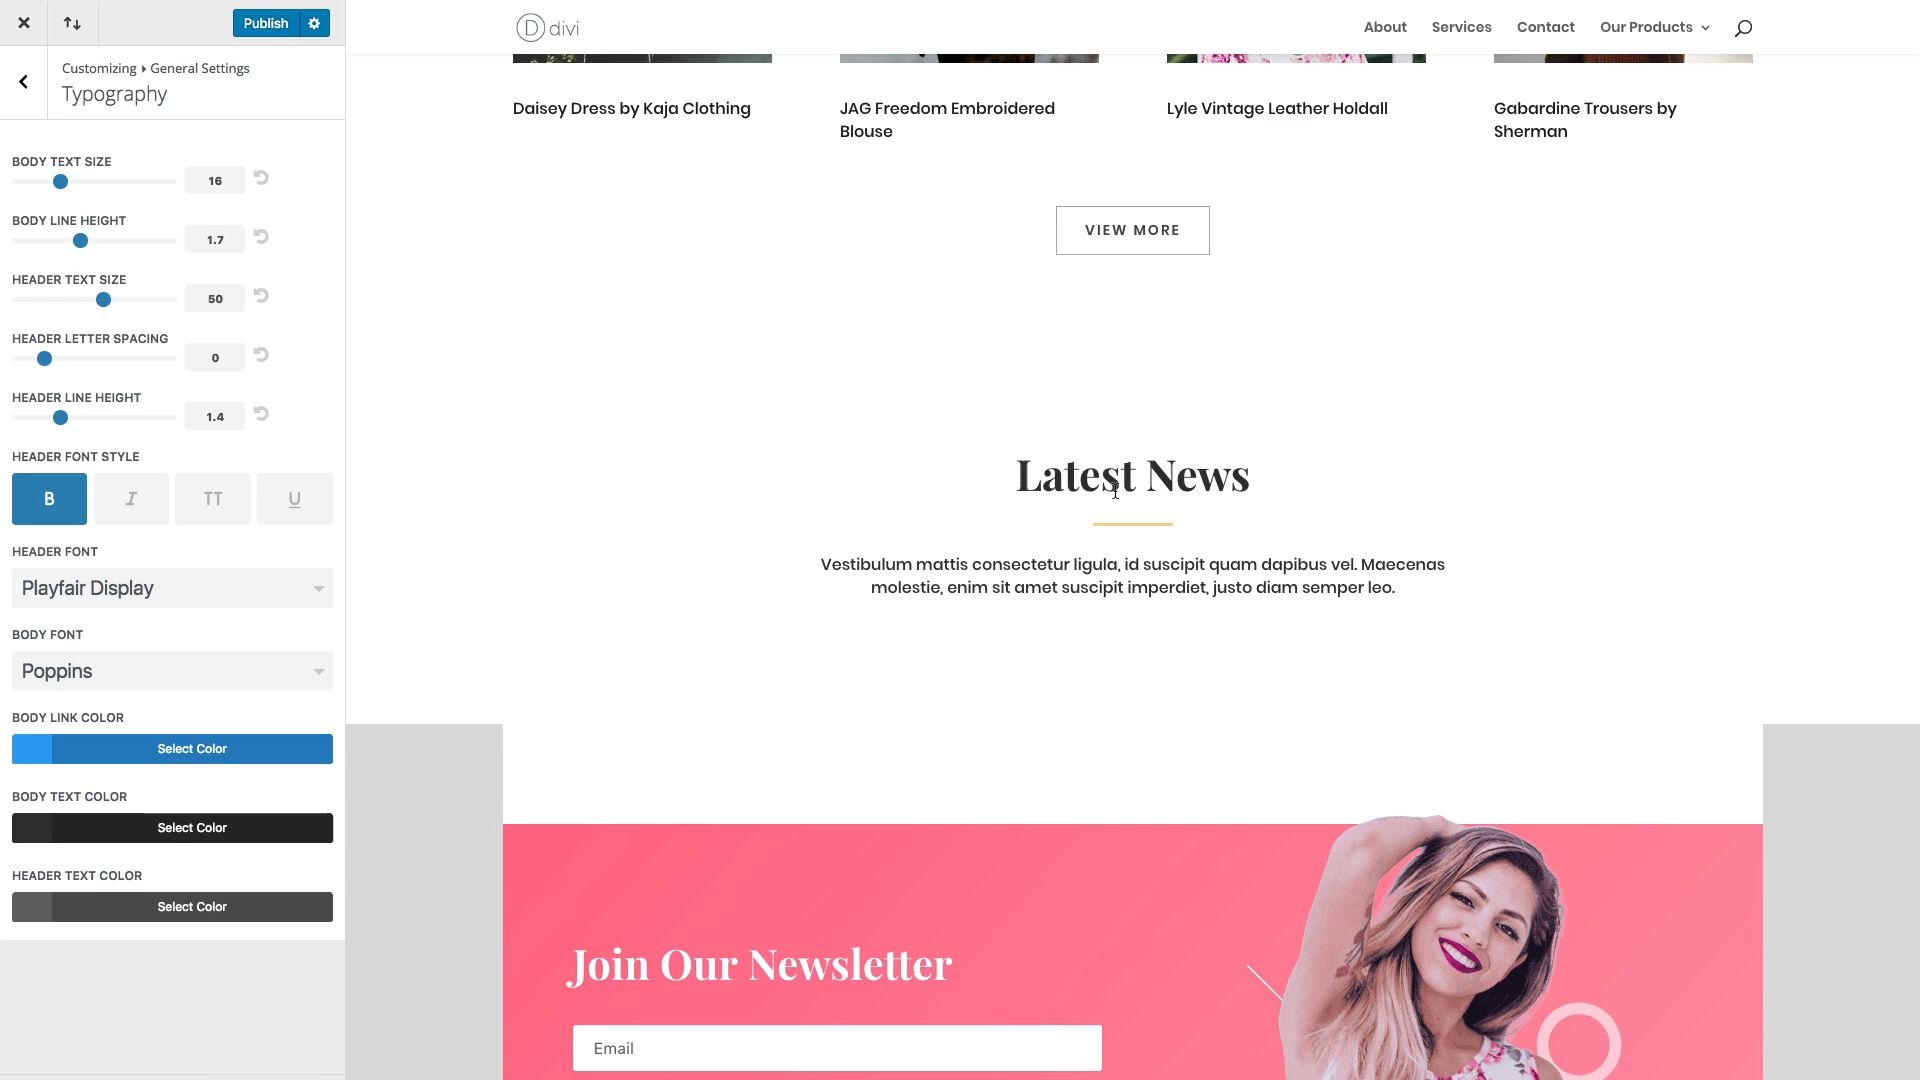 Publish
Customizing ▸ General Settings
Typography
BODY TEXT SIZE
16
BODY LINE HEIGHT
1.7
HEADER TEXT SIZE
50
HEADER LETTER SPACING
0
HEADER LINE HEIGHT
1.4
HEADER FONT STYLE
B I TT U
HEADER FONT
Playfair Display
BODY FONT
Poppins
BODY LINK COLOR
Select Color
BODY TEXT COLOR
Select Color
HEADER TEXT COLOR
Select Color
D divi
About Services Contact Our Products
Daisey Dress by Kaja Clothing
JAG Freedom Embroidered
Blouse
Lyle Vintage Leather Holdall
Gabardine Trousers by
Sherman
VIEW MORE
Latest News
Vestibulum mattis consectetur ligula, id suscipit quam dapibus vel. Maecenas
molestie, enim sit amet suscipit imperdiet, justo diam semper leo.
Join Our Newsletter
Email